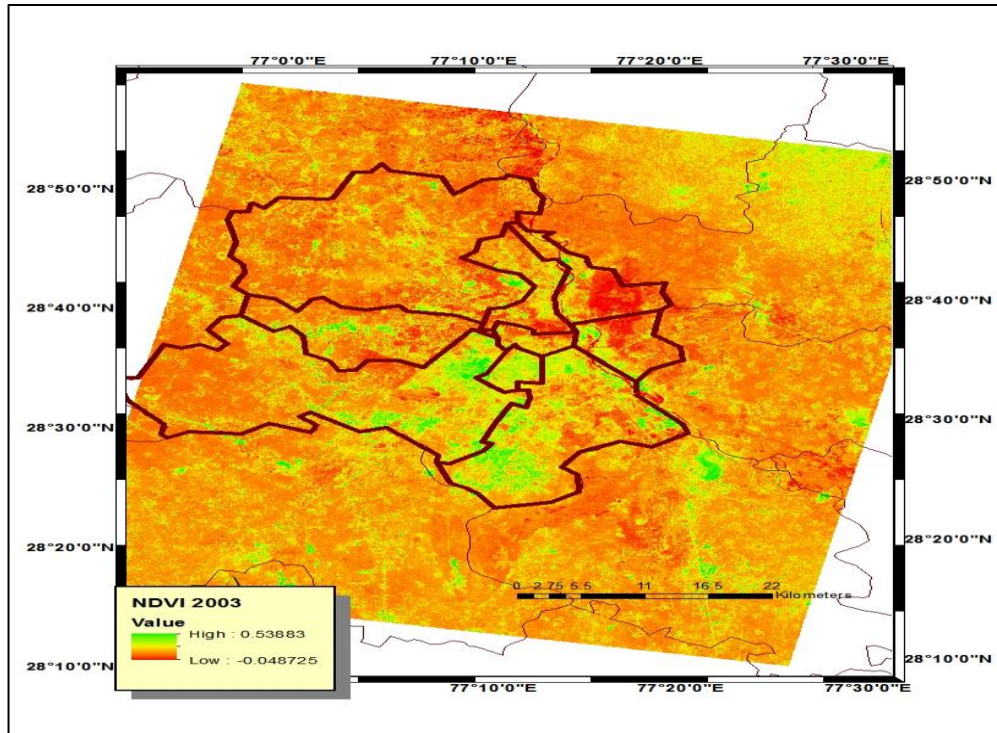 77°0'0"E 77°10'0"E 77°20'0"E 77°30'0"E
28°50'0"N 28°50'0"N
28°40'0"N 28°40'0"N
28°30'0"N 28°30'0"N
28°20'0"N 28°20'0"N
0 2.75 5.5 11 16.5 22
Kilometers
NDVI 2003
Value
High : 0.53883
Low : -0.048725
28°10'0"N 28°10'0"N
77°10'0"E 77°20'0"E 77°30'0"E